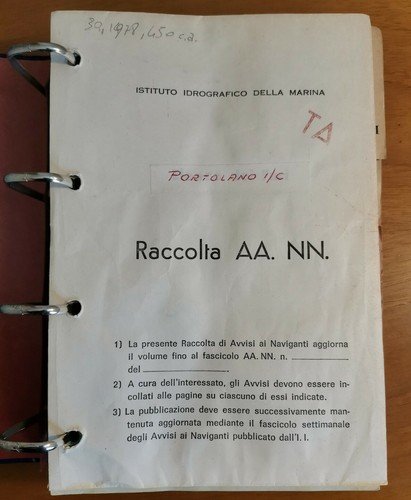 30, 1978, 450 c.a.
ISTITUTO IDROGRAFICO DELLA MARINA
TA
PORTOLANO 1/C
Raccolta AA. NN.
1) La presente Raccolta di Avvisi ai Naviganti aggiorna
il volume fino al fascicolo AA. NN. n. ____________
del ____________.
2) A cura dell'interessato, gli Avvisi devono essere in-
collati alle pagine su ciascuno di essi indicate.
3) La pubblicazione deve essere successivamente man-
tenuta aggiornata mediante il fascicolo settimanale
degli Avvisi ai Naviganti pubblicato dall'I. I.